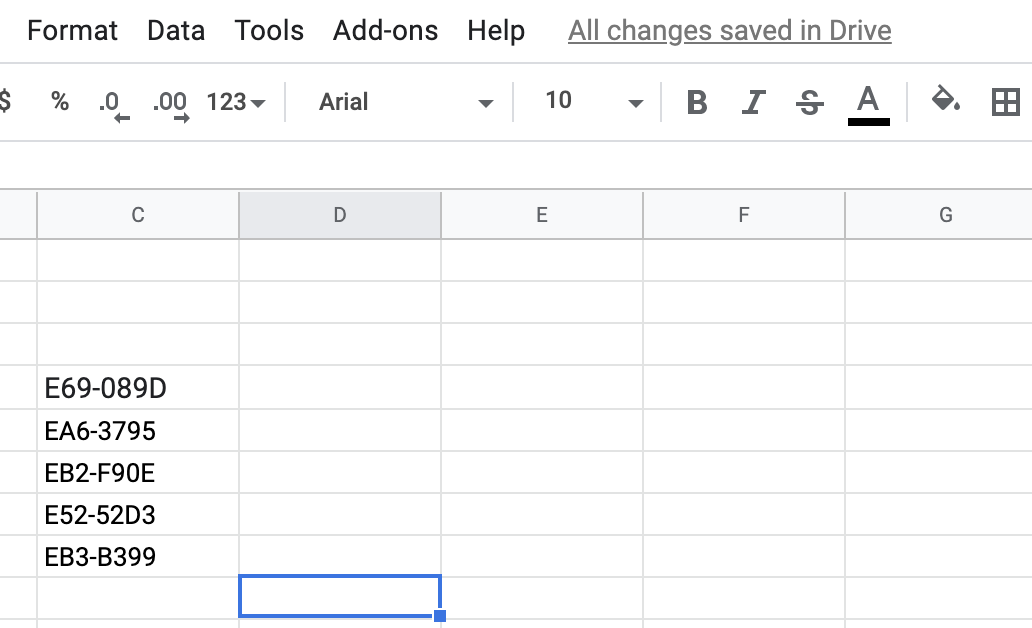 Format Data Tools Add-ons Help All changes saved in Drive
$ % .0 .00 123 Arial 10 B I S A
C D E F G
E69-089D
EA6-3795
EB2-F90E
E52-52D3
EB3-B399